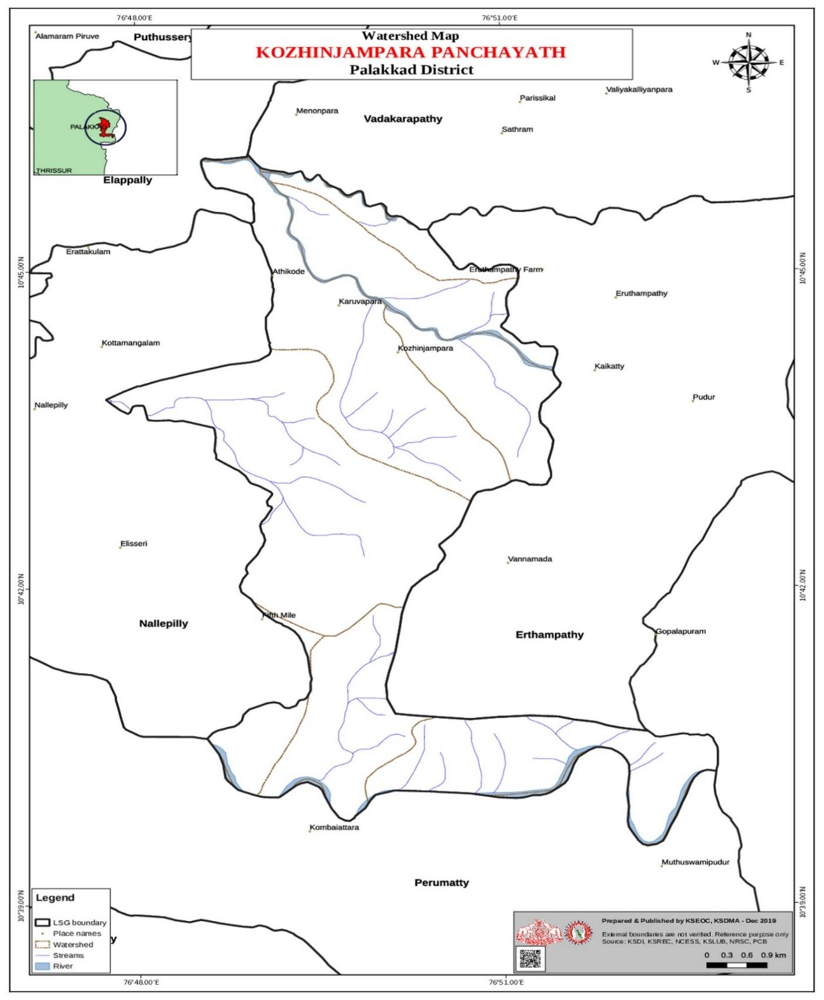 76°48.00'E
76°51.00'E
Alamaram Piruve
Puthussery
Watershed Map
KOZHINJAMPARA PANCHAYATH
Palakkad District
N
W
E
S
Valiyakalliyanpara
Parissikal
Menonpara
Vadakarapathy
Sathram
PALAKKAD
THRISSUR
Elappally
Erattakulam
10°45.00'N
Athikode
Eruthampathy Farm
10°45.00'N
Eruthampathy
Karuvapara
Kottamangalam
Kozhinjampara
Kaikatty
Pudur
Nallepilly
Elisseri
Vannamada
10°42.00'N
10°42.00'N
Fifth Mile
Nallepilly
Erthampathy
Gopalapuram
Kombaiattara
Muthuswamipudur
Perumatty
10°39.00'N
10°39.00'N
Legend
LSG boundary
Place names
y
Watershed
Streams
River
Prepared & Published by KSEOC, KSDMA - Dec 2019
External boundaries are not verified. Reference purpose only
Source: KSDI, KSREC, NCESS, KSLUB, NRSC, PCB
0 0.3 0.6 0.9 km
76°48.00'E
76°51.00'E